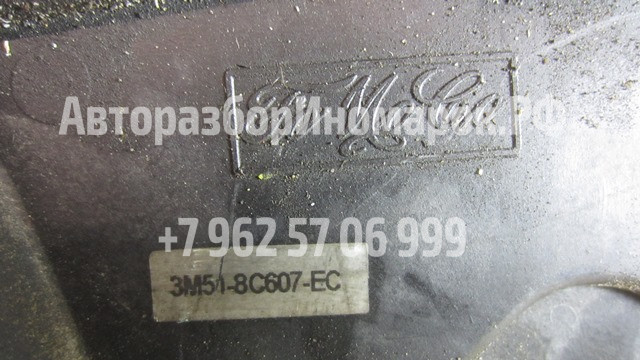 АвторазборИномарок.РФ
+7 962 57 06 999
3M51-8C607-EC